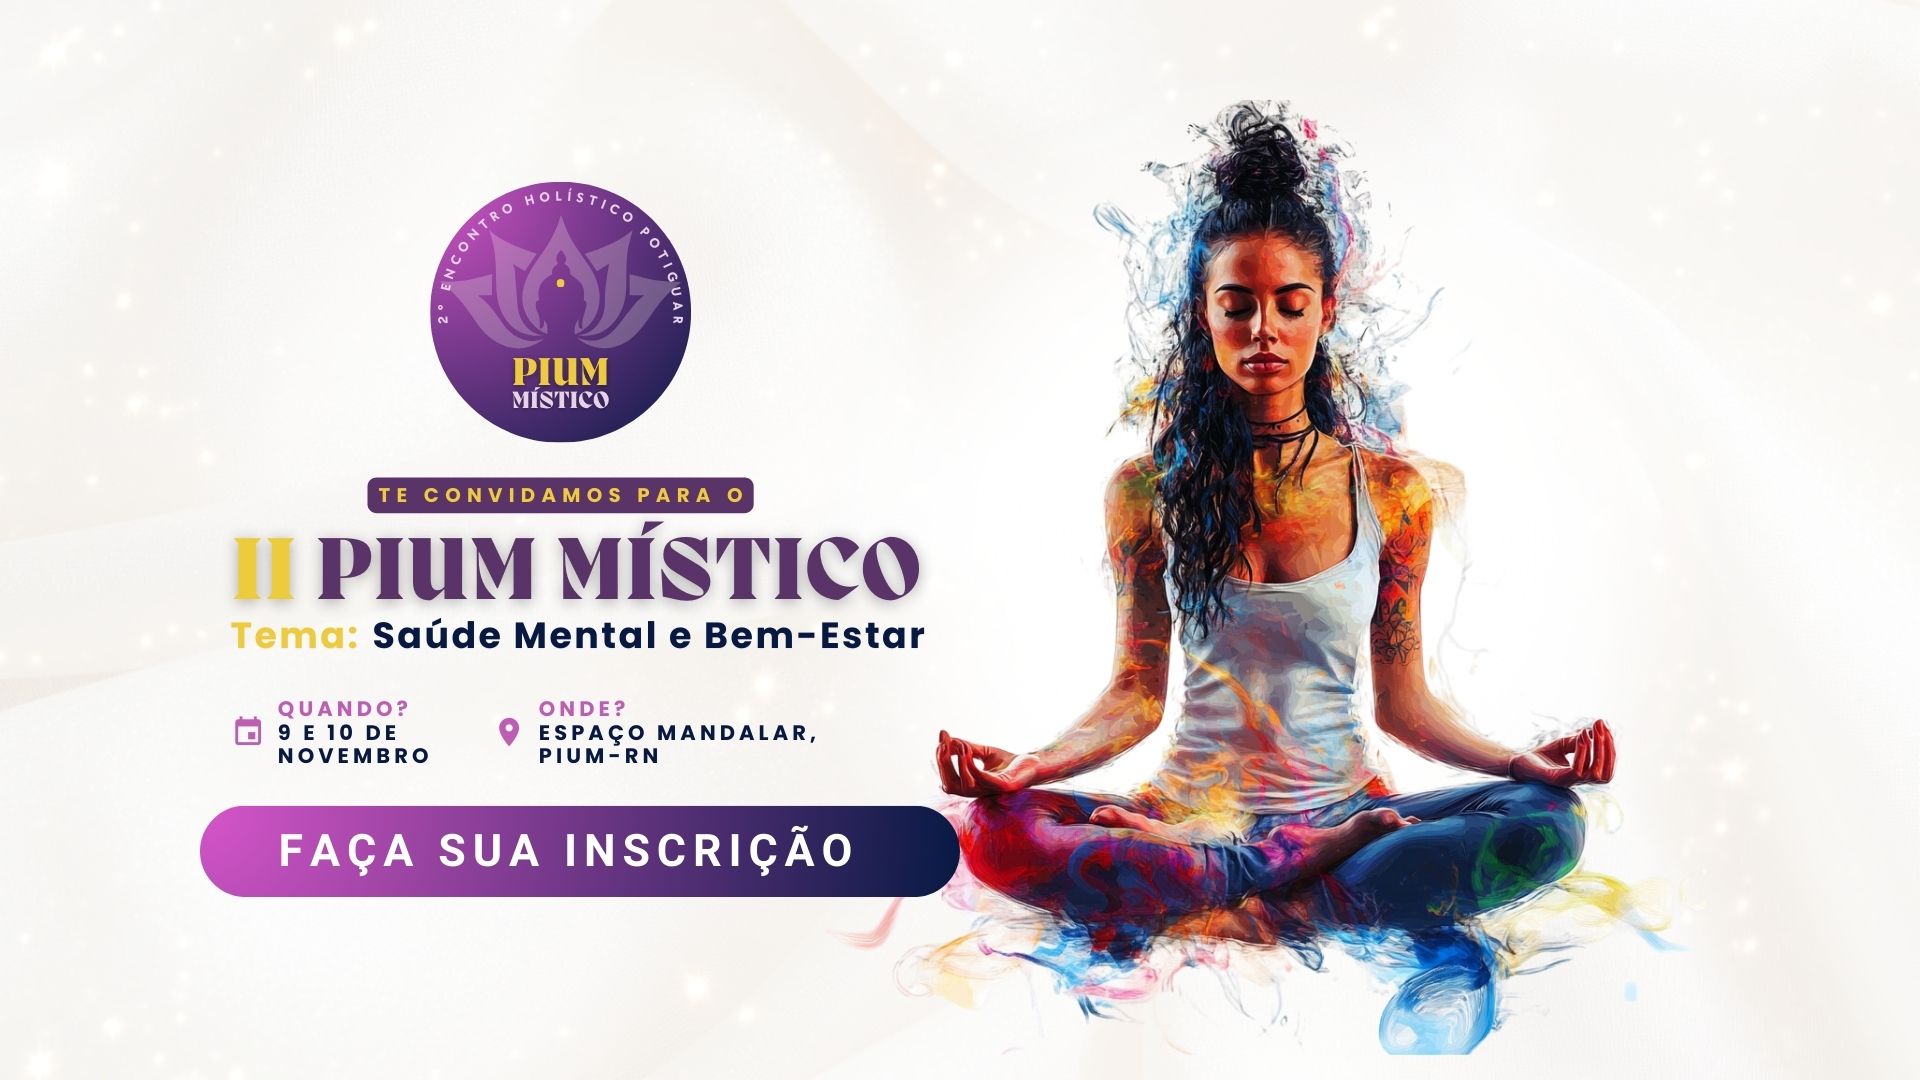 2º ENCONTRO HOLÍSTICO POTIGUAR
PIUM
MÍSTICO
TE CONVIDAMOS PARA O
II PIUM MÍSTICO
Tema: Saúde Mental e Bem-Estar
QUANDO?
9 E 10 DE
NOVEMBRO
ONDE?
ESPAÇO MANDALAR,
PIUM-RN
FAÇA SUA INSCRIÇÃO